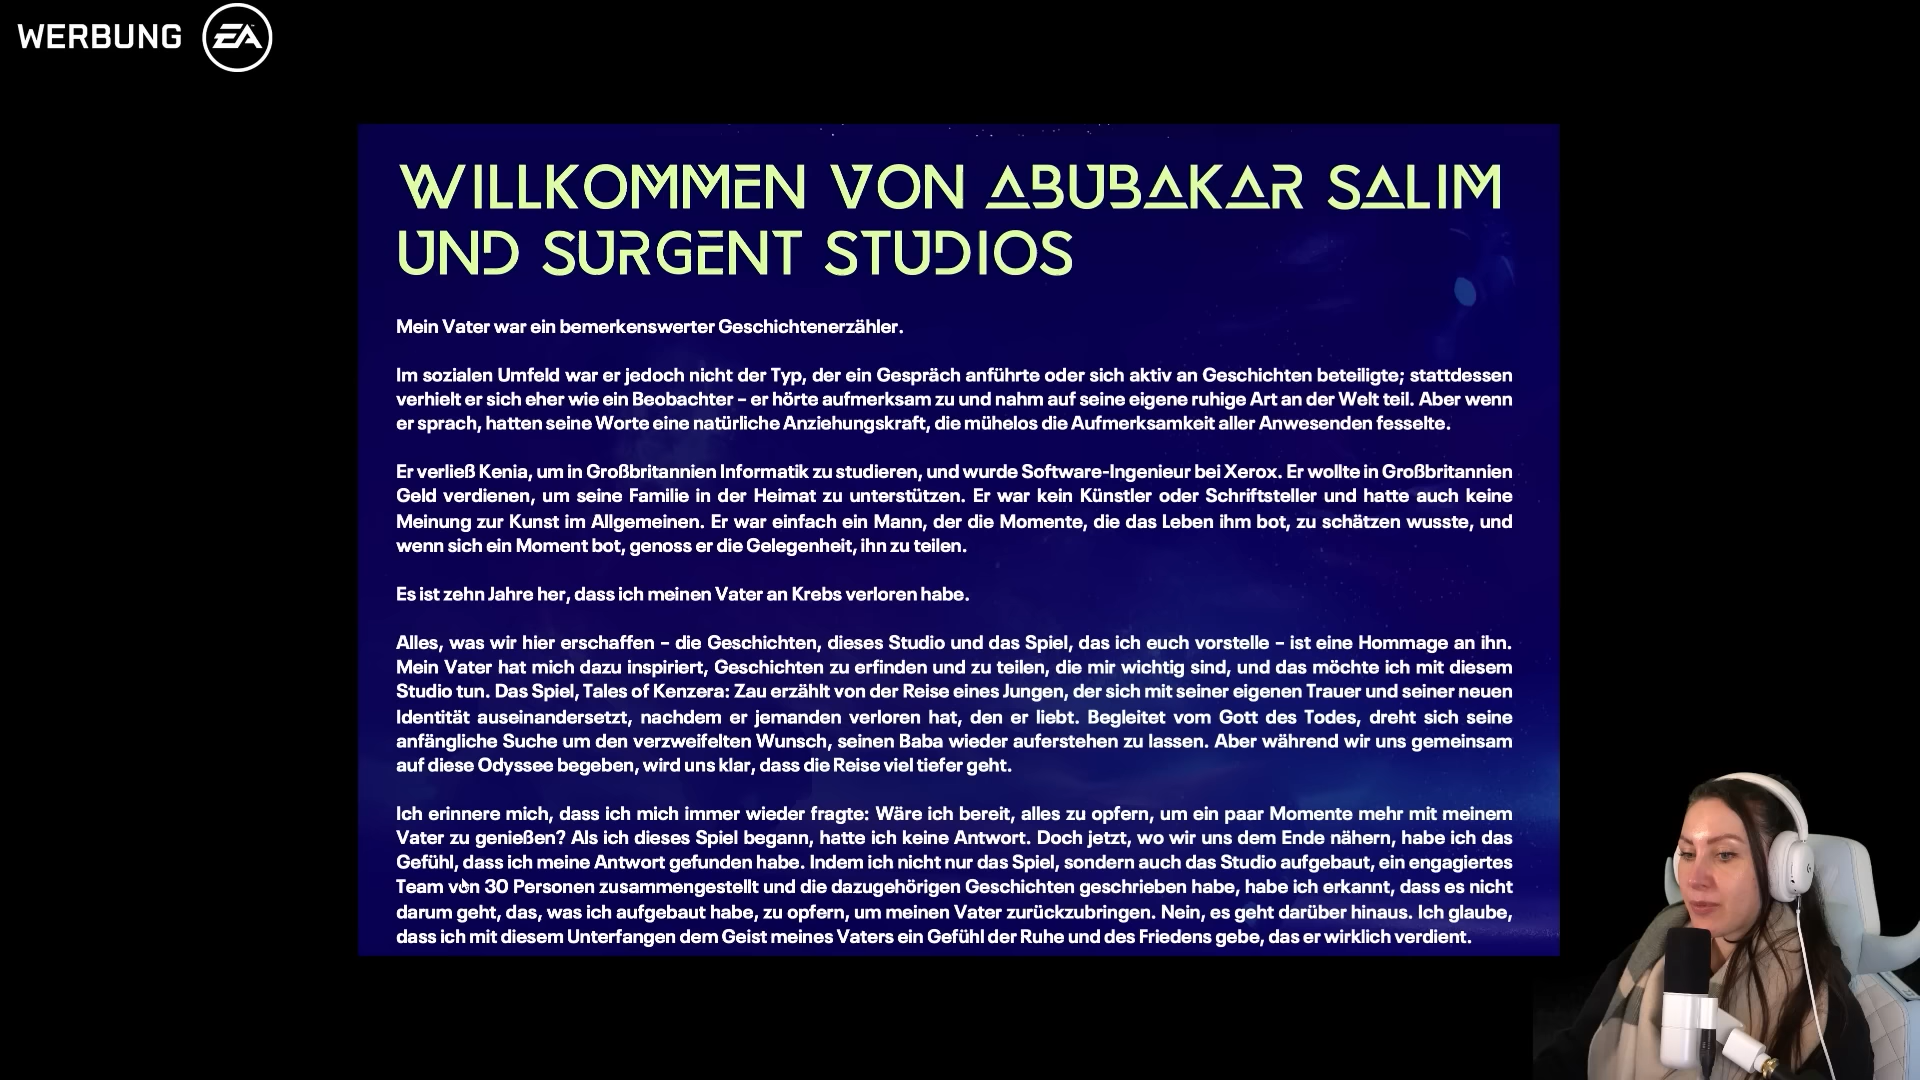 WERBUNG EA
WILLKOMMEN VON ABUBAKAR SALIM
UND SURGENT STUDIOS
Mein Vater war ein bemerkenswerter Geschichtenerzähler.
Im sozialen Umfeld war er jedoch nicht der Typ, der ein Gespräch anführte oder sich aktiv an Geschichten beteiligte; stattdessen
verhielt er sich eher wie ein Beobachter – er hörte aufmerksam zu und nahm auf seine eigene ruhige Art an der Welt teil. Aber wenn
er sprach, hatten seine Worte eine natürliche Anziehungskraft, die mühelos die Aufmerksamkeit aller Anwesenden fesselte.
Er verließ Kenia, um in Großbritannien Informatik zu studieren, und wurde Software-Ingenieur bei Xerox. Er wollte in Großbritannien
Geld verdienen, um seine Familie in der Heimat zu unterstützen. Er war kein Künstler oder Schriftsteller und hatte auch keine
Meinung zur Kunst im Allgemeinen. Er war einfach ein Mann, der die Momente, die das Leben ihm bot, zu schätzen wusste, und
wenn sich ein Moment bot, genoss er die Gelegenheit, ihn zu teilen.
Es ist zehn Jahre her, dass ich meinen Vater an Krebs verloren habe.
Alles, was wir hier erschaffen – die Geschichten, dieses Studio und das Spiel, das ich euch vorstelle – ist eine Hommage an ihn.
Mein Vater hat mich dazu inspiriert, Geschichten zu erfinden und zu teilen, die mir wichtig sind, und das möchte ich mit diesem
Studio tun. Das Spiel, Tales of Kenzera: Zau erzählt von der Reise eines Jungen, der sich mit seiner eigenen Trauer und seiner neuen
Identität auseinandersetzt, nachdem er jemanden verloren hat, den er liebt. Begleitet vom Gott des Todes, dreht sich seine
anfängliche Suche um den verzweifelten Wunsch, seinen Baba wieder auferstehen zu lassen. Aber während wir uns gemeinsam
auf diese Odyssee begeben, wird uns klar, dass die Reise viel tiefer geht.
Ich erinnere mich, dass ich mich immer wieder fragte: Wäre ich bereit, alles zu opfern, um ein paar Momente mehr mit meinem
Vater zu genießen? Als ich dieses Spiel begann, hatte ich keine Antwort. Doch jetzt, wo wir uns dem Ende nähern, habe ich das
Gefühl, dass ich meine Antwort gefunden habe. Indem ich nicht nur das Spiel, sondern auch das Studio aufgebaut, ein engagiertes
Team von 30 Personen zusammengestellt und die dazugehörigen Geschichten geschrieben habe, habe ich erkannt, dass es nicht
darum geht, das, was ich aufgebaut habe, zu opfern, um meinen Vater zurückzubringen. Nein, es geht darüber hinaus. Ich glaube,
dass ich mit diesem Unterfangen dem Geist meines Vaters ein Gefühl der Ruhe und des Friedens gebe, das er wirklich verdient.